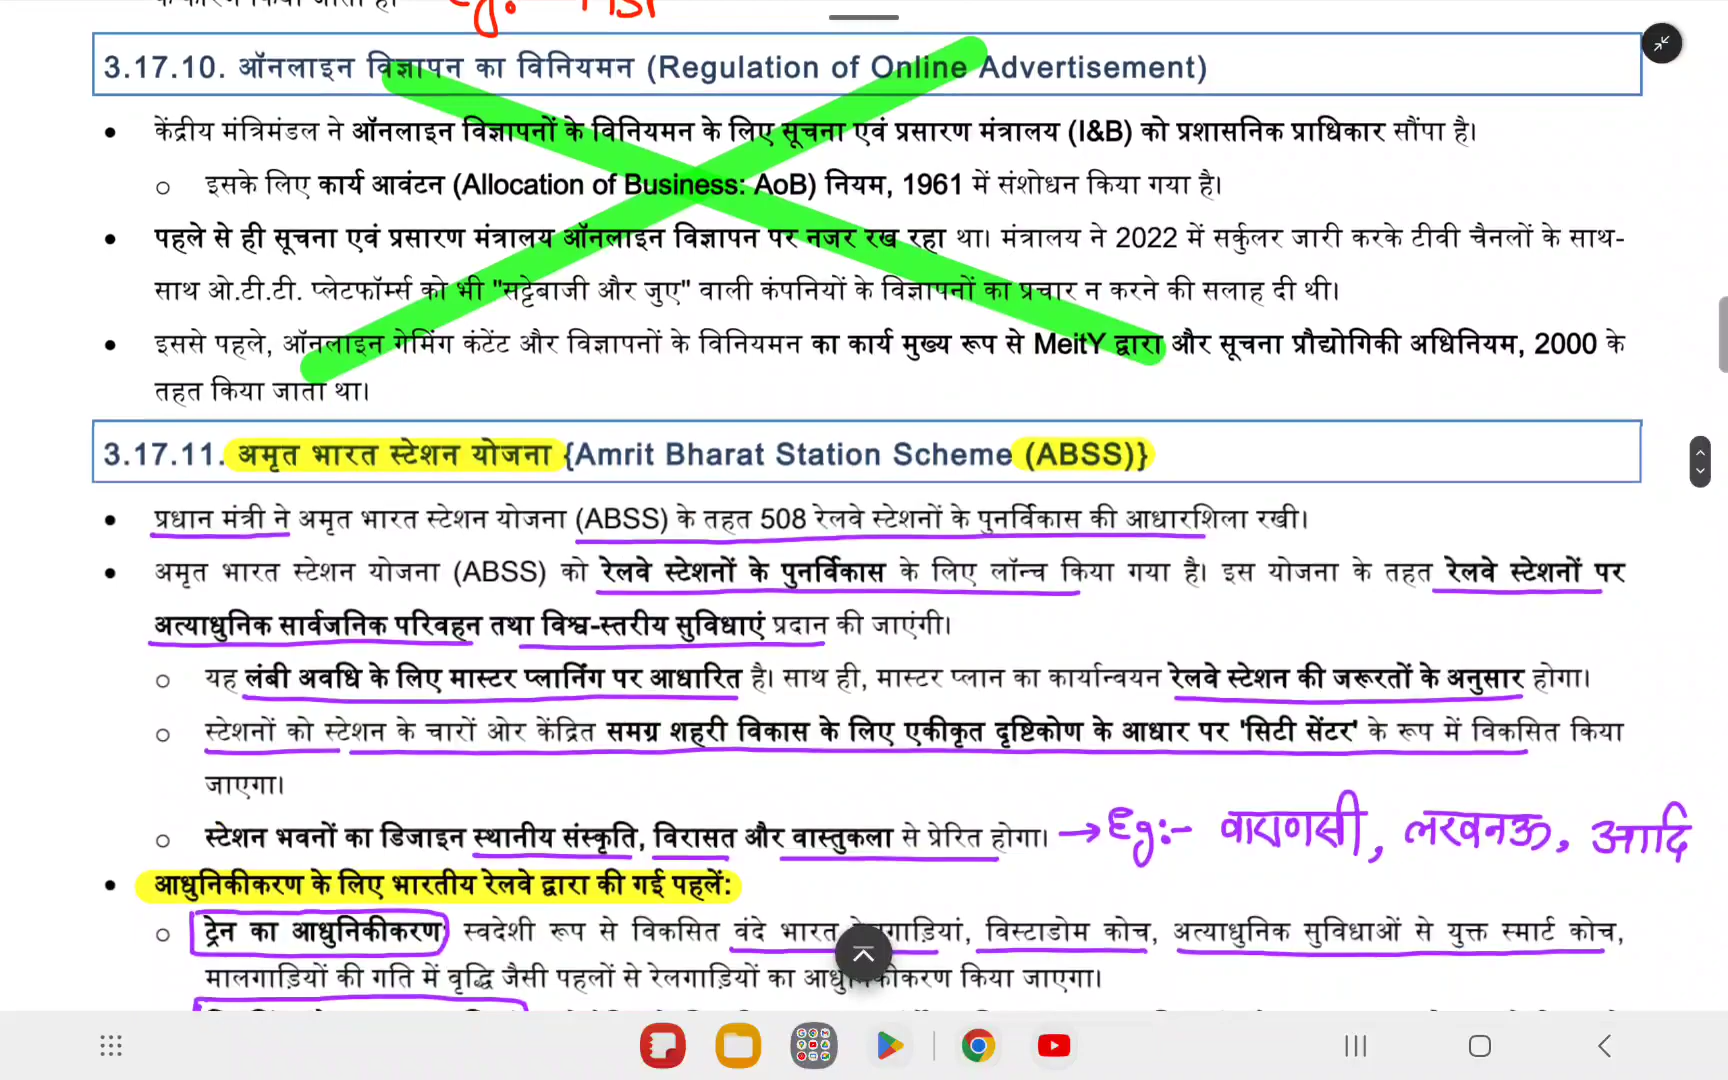 Eg:- MSP
3.17.10. ऑनलाइन विज्ञापन का विनियमन (Regulation of Online Advertisement)
• केंद्रीय मंत्रिमंडल ने ऑनलाइन विज्ञापनों के विनियमन के लिए सूचना एवं प्रसारण मंत्रालय (I&B) को प्रशासनिक प्राधिकार सौंपा है।
o इसके लिए कार्य आवंटन (Allocation of Business: AoB) नियम, 1961 में संशोधन किया गया है।
• पहले से ही सूचना एवं प्रसारण मंत्रालय ऑनलाइन विज्ञापन पर नजर रख रहा था। मंत्रालय ने 2022 में सर्कुलर जारी करके टीवी चैनलों के साथ-
साथ ओ.टी.टी. प्लेटफॉर्म्स को भी "सट्टेबाजी और जुए" वाली कंपनियों के विज्ञापनों का प्रचार न करने की सलाह दी थी।
• इससे पहले, ऑनलाइन गेमिंग कंटेंट और विज्ञापनों के विनियमन का कार्य मुख्य रूप से MeitY द्वारा और सूचना प्रौद्योगिकी अधिनियम, 2000 के
तहत किया जाता था।
3.17.11. अमृत भारत स्टेशन योजना {Amrit Bharat Station Scheme (ABSS)}
• प्रधान मंत्री ने अमृत भारत स्टेशन योजना (ABSS) के तहत 508 रेलवे स्टेशनों के पुनर्विकास की आधारशिला रखी।
• अमृत भारत स्टेशन योजना (ABSS) को रेलवे स्टेशनों के पुनर्विकास के लिए लॉन्च किया गया है। इस योजना के तहत रेलवे स्टेशनों पर
अत्याधुनिक सार्वजनिक परिवहन तथा विश्व-स्तरीय सुविधाएं प्रदान की जाएंगी।
o यह लंबी अवधि के लिए मास्टर प्लानिंग पर आधारित है। साथ ही, मास्टर प्लान का कार्यान्वयन रेलवे स्टेशन की जरूरतों के अनुसार होगा।
o स्टेशनों को स्टेशन के चारों ओर केंद्रित समग्र शहरी विकास के लिए एकीकृत दृष्टिकोण के आधार पर 'सिटी सेंटर' के रूप में विकसित किया
जाएगा।
o स्टेशन भवनों का डिजाइन स्थानीय संस्कृति, विरासत और वास्तुकला से प्रेरित होगा। → Eg:- वाराणसी, लखनऊ, आदि
• आधुनिकीकरण के लिए भारतीय रेलवे द्वारा की गई पहलें:
o ट्रेन का आधुनिकीकरण: स्वदेशी रूप से विकसित वंदे भारत रेलगाड़ियां, विस्टाडोम कोच, अत्याधुनिक सुविधाओं से युक्त स्मार्ट कोच,
मालगाड़ियों की गति में वृद्धि जैसी पहलों से रेलगाड़ियों का आधुनिकीकरण किया जाएगा।